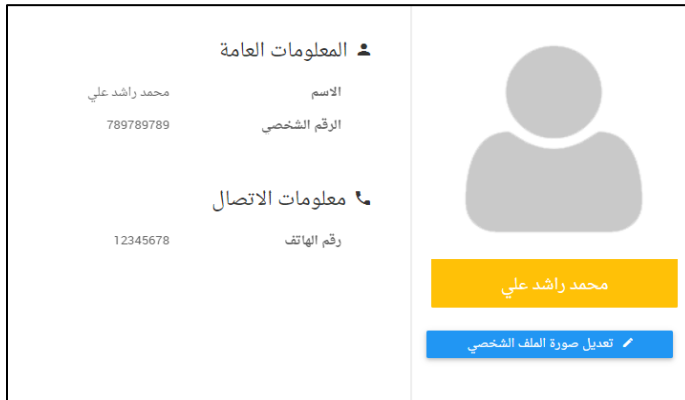 محمد راشد علي
تعديل صورة الملف الشخصي
المعلومات العامة
الاسم محمد راشد علي
الرقم الشخصي 789789789
معلومات الاتصال
رقم الهاتف 12345678